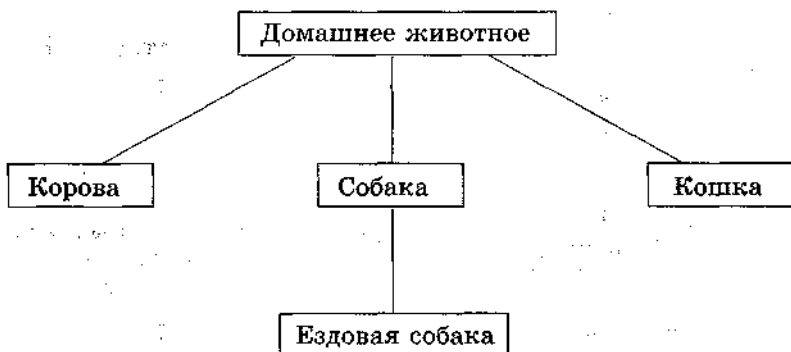 Домашнее животное
Корова
Собака
Кошка
Ездовая собака